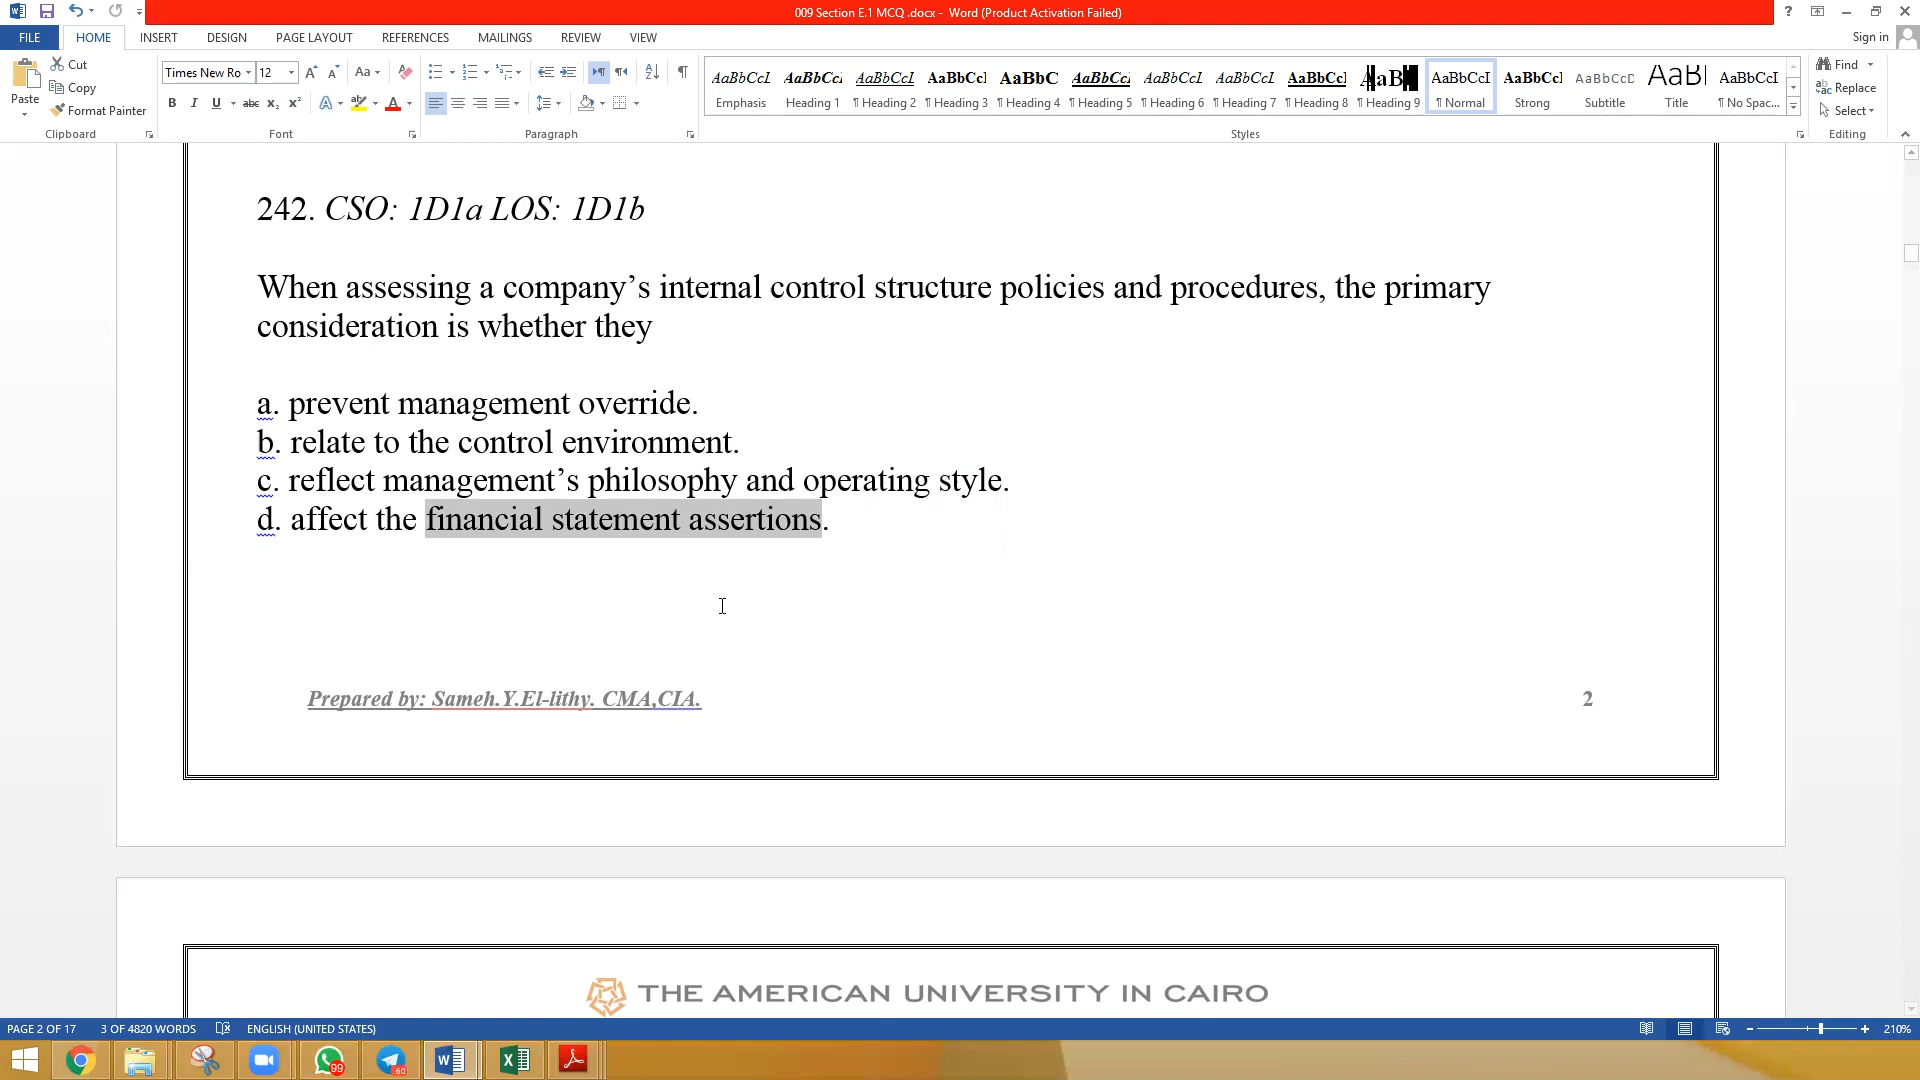 009 Section E.1 MCQ .docx - Word (Product Activation Failed)
FILE HOME INSERT DESIGN PAGE LAYOUT REFERENCES MAILINGS REVIEW VIEW Sign in
Cut
Copy
Format Painter
Paste
Clipboard
Times New Ro 12
Font
Paragraph
AaBbCcI AaBbCcI AaBbCcI AaBbCcI AaBbC AaBbCcI AaBbCcI AaBbCcI AaBbCcI AaB AaBbCcI AaBbCcI AaBbCcD AaBl AaBbCcI
Emphasis Heading 1 ¶ Heading 2 ¶ Heading 3 ¶ Heading 4 ¶ Heading 5 ¶ Heading 6 ¶ Heading 7 ¶ Heading 8 ¶ Heading 9 ¶ Normal Strong Subtitle Title ¶ No Spac...
Styles
Find
Replace
Select
Editing
242. CSO: 1D1a LOS: 1D1b
When assessing a company’s internal control structure policies and procedures, the primary
consideration is whether they
a. prevent management override.
b. relate to the control environment.
c. reflect management’s philosophy and operating style.
d. affect the financial statement assertions.
Prepared by: Sameh.Y.El-lithy. CMA,CIA. 2
THE AMERICAN UNIVERSITY IN CAIRO
PAGE 2 OF 17 3 OF 4820 WORDS ENGLISH (UNITED STATES) 210%
99